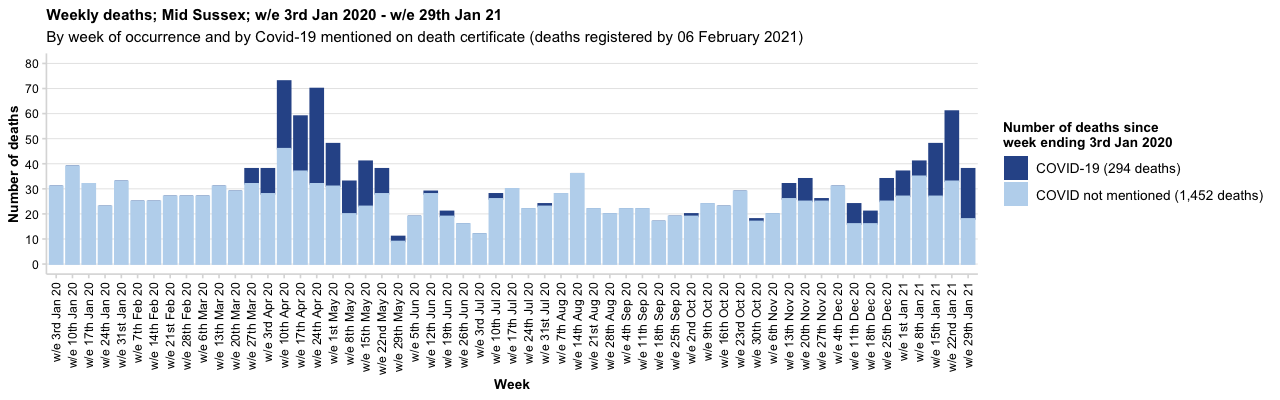 Weekly deaths; Mid Sussex; w/e 3rd Jan 2020 - w/e 29th Jan 21
By week of occurrence and by Covid-19 mentioned on death certificate (deaths registered by 06 February 2021)
Number of deaths
80
70
60
50
40
30
20
10
0
w/e 3rd Jan 20
w/e 10th Jan 20
w/e 17th Jan 20
w/e 24th Jan 20
w/e 31st Jan 20
w/e 7th Feb 20
w/e 14th Feb 20
w/e 21st Feb 20
w/e 28th Feb 20
w/e 6th Mar 20
w/e 13th Mar 20
w/e 20th Mar 20
w/e 27th Mar 20
w/e 3rd Apr 20
w/e 10th Apr 20
w/e 17th Apr 20
w/e 24th Apr 20
w/e 1st May 20
w/e 8th May 20
w/e 15th May 20
w/e 22nd May 20
w/e 29th May 20
w/e 5th Jun 20
w/e 12th Jun 20
w/e 19th Jun 20
w/e 26th Jun 20
w/e 3rd Jul 20
w/e 10th Jul 20
w/e 17th Jul 20
w/e 24th Jul 20
w/e 31st Jul 20
w/e 7th Aug 20
w/e 14th Aug 20
w/e 21st Aug 20
w/e 28th Aug 20
w/e 4th Sep 20
w/e 11th Sep 20
w/e 18th Sep 20
w/e 25th Sep 20
w/e 2nd Oct 20
w/e 9th Oct 20
w/e 16th Oct 20
w/e 23rd Oct 20
w/e 30th Oct 20
w/e 6th Nov 20
w/e 13th Nov 20
w/e 20th Nov 20
w/e 27th Nov 20
w/e 4th Dec 20
w/e 11th Dec 20
w/e 18th Dec 20
w/e 25th Dec 20
w/e 1st Jan 21
w/e 8th Jan 21
w/e 15th Jan 21
w/e 22nd Jan 21
w/e 29th Jan 21
Week
Number of deaths since
week ending 3rd Jan 2020
COVID-19 (294 deaths)
COVID not mentioned (1,452 deaths)